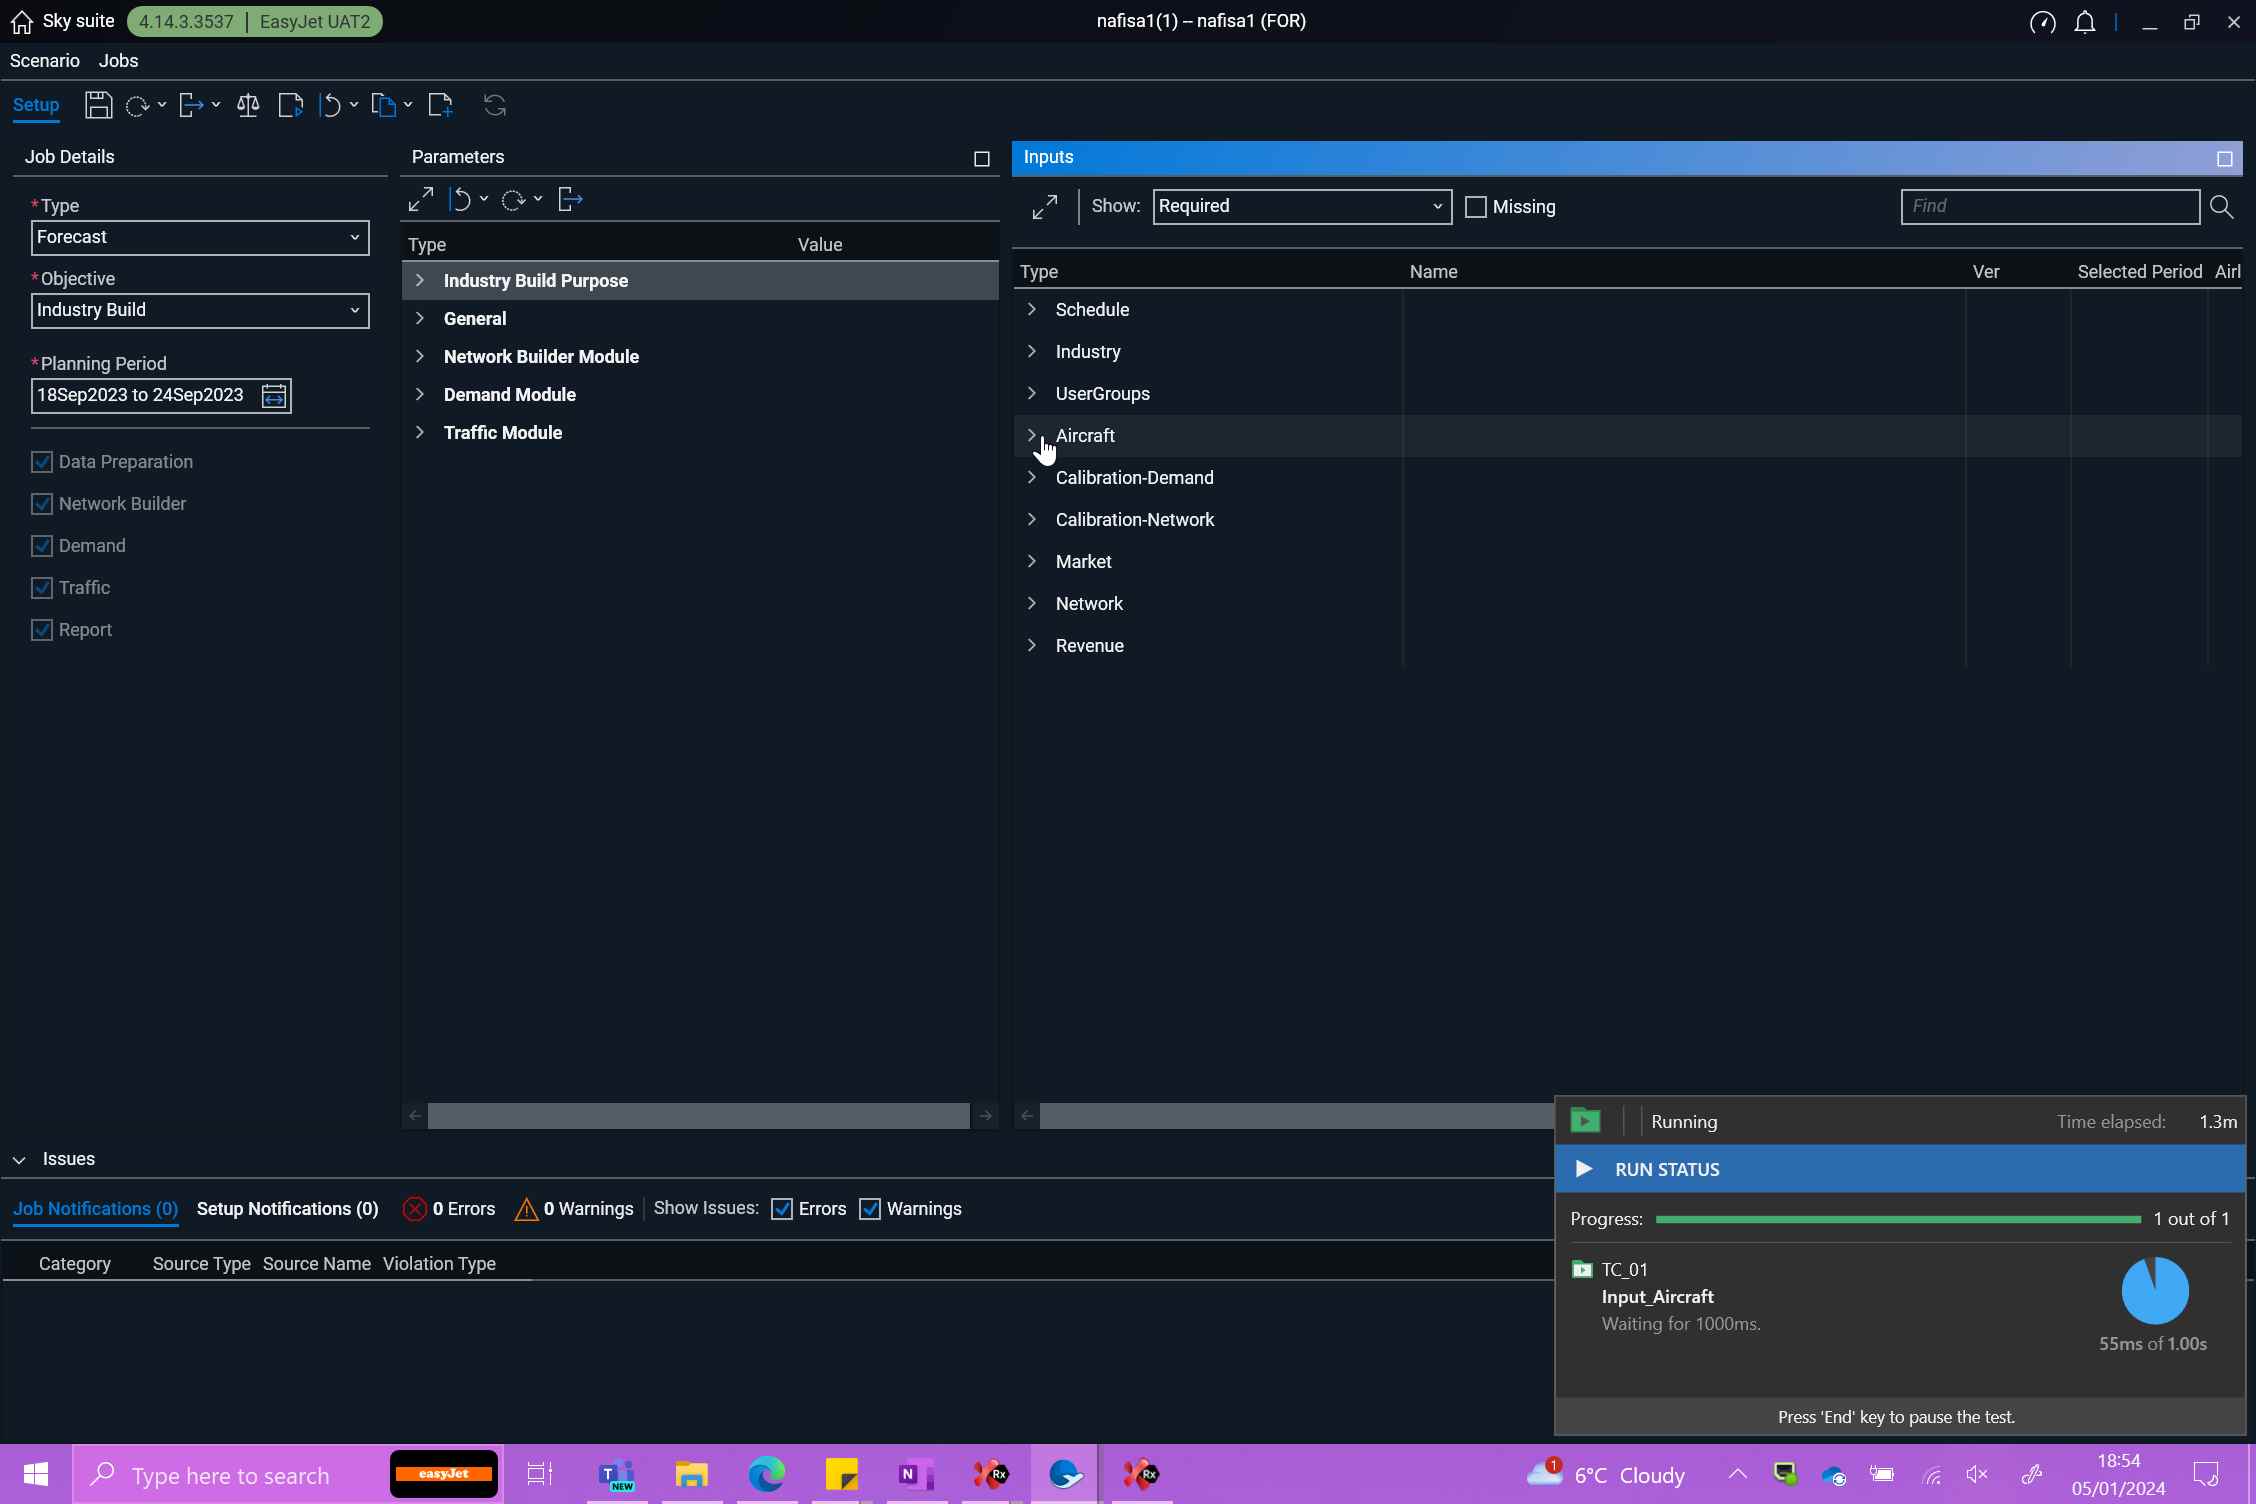 Sky suite 4.14.3.3537 | EasyJet UAT2 nafisa1(1) – nafisa1 (FOR)
Scenario Jobs
Setup
Job Details
*Type
Forecast
*Objective
Industry Build
*Planning Period
18Sep2023 to 24Sep2023
Data Preparation
Network Builder
Demand
Traffic
Report
Parameters
Type Value
Industry Build Purpose
General
Network Builder Module
Demand Module
Traffic Module
Inputs
Show: Required Missing Find
Type Name Ver Selected Period Airl
Schedule
Industry
UserGroups
Aircraft
Calibration-Demand
Calibration-Network
Market
Network
Revenue
Issues
Job Notifications (0) Setup Notifications (0) 0 Errors 0 Warnings Show Issues: Errors Warnings
Category Source Type Source Name Violation Type
Running Time elapsed: 1.3m
RUN STATUS
Progress: 1 out of 1
TC_01
Input_Aircraft
Waiting for 1000ms.
55ms of 1.00s
Press 'End' key to pause the test.
Type here to search easyJet T NEW N Rx Rx 1 6°C Cloudy 18:54
05/01/2024